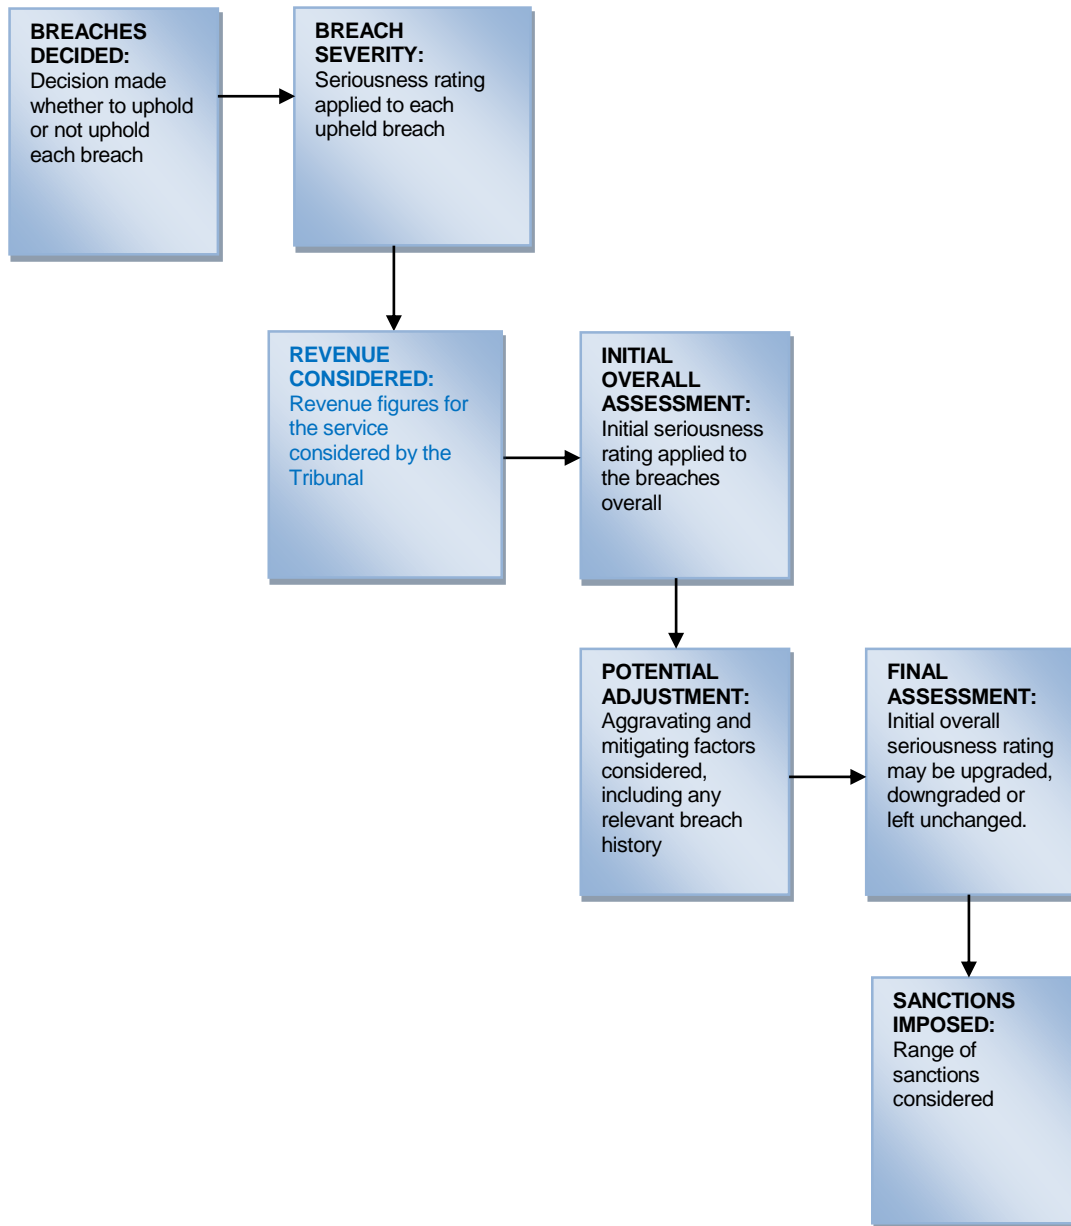 BREACHES
DECIDED:
Decision made
whether to uphold
or not uphold
each breach
BREACH
SEVERITY:
Seriousness rating
applied to each
upheld breach
REVENUE
CONSIDERED:
Revenue figures for
the service
considered by the
Tribunal
INITIAL
OVERALL
ASSESSMENT:
Initial seriousness
rating applied to
the breaches
overall
POTENTIAL
ADJUSTMENT:
Aggravating and
mitigating factors
considered,
including any
relevant breach
history
FINAL
ASSESSMENT:
Initial overall
seriousness rating
may be upgraded,
downgraded or
left unchanged.
SANCTIONS
IMPOSED:
Range of
sanctions
considered